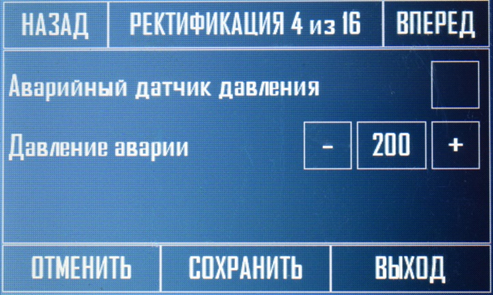 НАЗАД РЕКТИФИКАЦИЯ 4 из 16 ВПЕРЕД
Аварийный датчик давления
Давление аварии - 200 +
ОТМЕНИТЬ СОХРАНИТЬ ВЫХОД